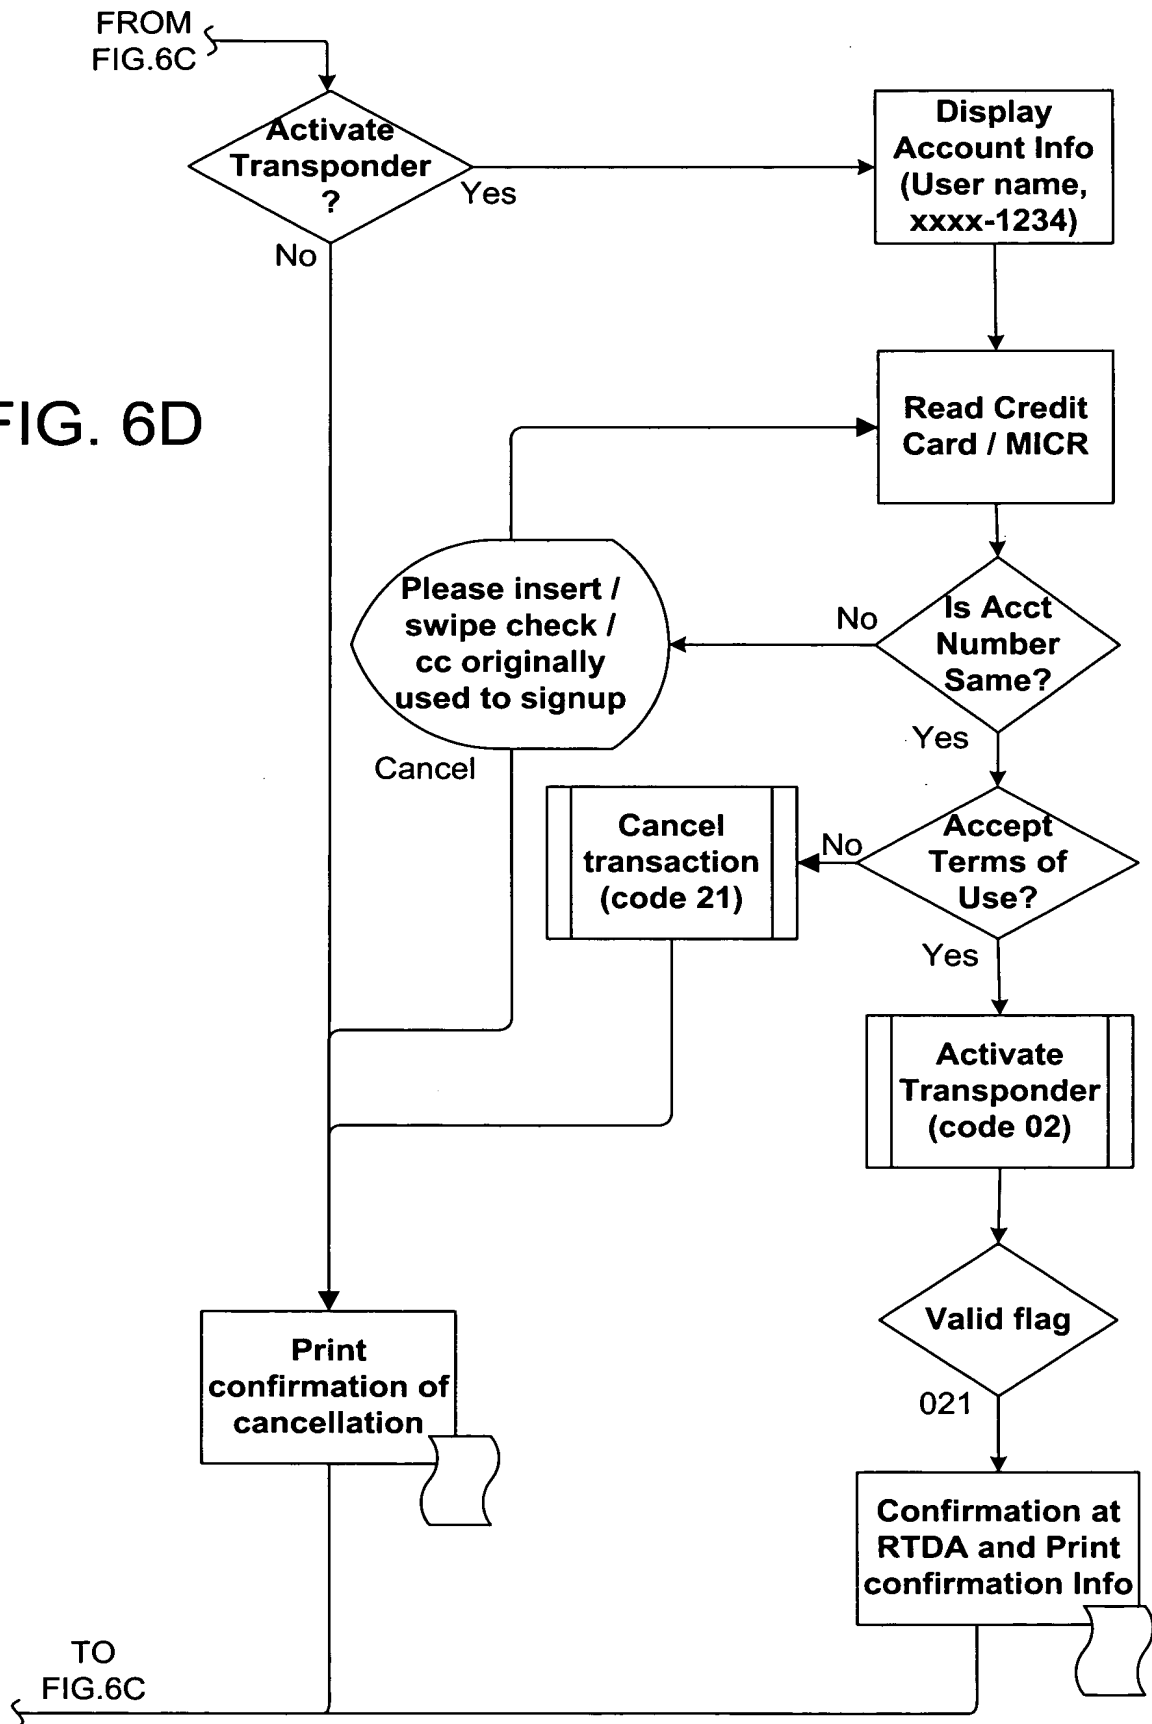 FROM
FIG.6C
Activate
Transponder
?
Yes
No
Display
Account Info
(User name,
xxxx-1234)
FIG. 6D
Read Credit
Card / MICR
Please insert /
swipe check /
cc originally
used to signup
Cancel
No
Is Acct
Number
Same?
Yes
Cancel
transaction
(code 21)
No
Accept
Terms of
Use?
Yes
Activate
Transponder
(code 02)
Valid flag
021
Print
confirmation of
cancellation
Confirmation at
RTDA and Print
confirmation Info
TO
FIG.6C